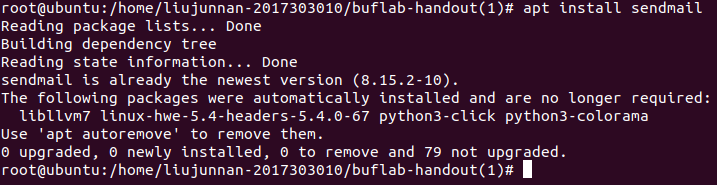 root@ubuntu:/home/liujunnan-2017303010/buflab-handout(1)# apt install sendmail
Reading package lists... Done
Building dependency tree
Reading state information... Done
sendmail is already the newest version (8.15.2-10).
The following packages were automatically installed and are no longer required:
  libllvm7 linux-hwe-5.4-headers-5.4.0-67 python3-click python3-colorama
Use 'apt autoremove' to remove them.
0 upgraded, 0 newly installed, 0 to remove and 79 not upgraded.
root@ubuntu:/home/liujunnan-2017303010/buflab-handout(1)#